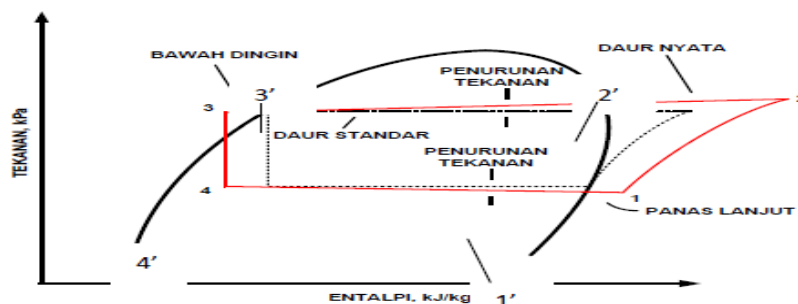 BAWAH DINGIN
DAUR NYATA
PENURUNAN
TEKANAN
3
3'
2'
DAUR STANDAR
PENURUNAN
TEKANAN
4
1
PANAS LANJUT
4'
1'
TEKANAN, kPa
ENTALPI, kJ/kg